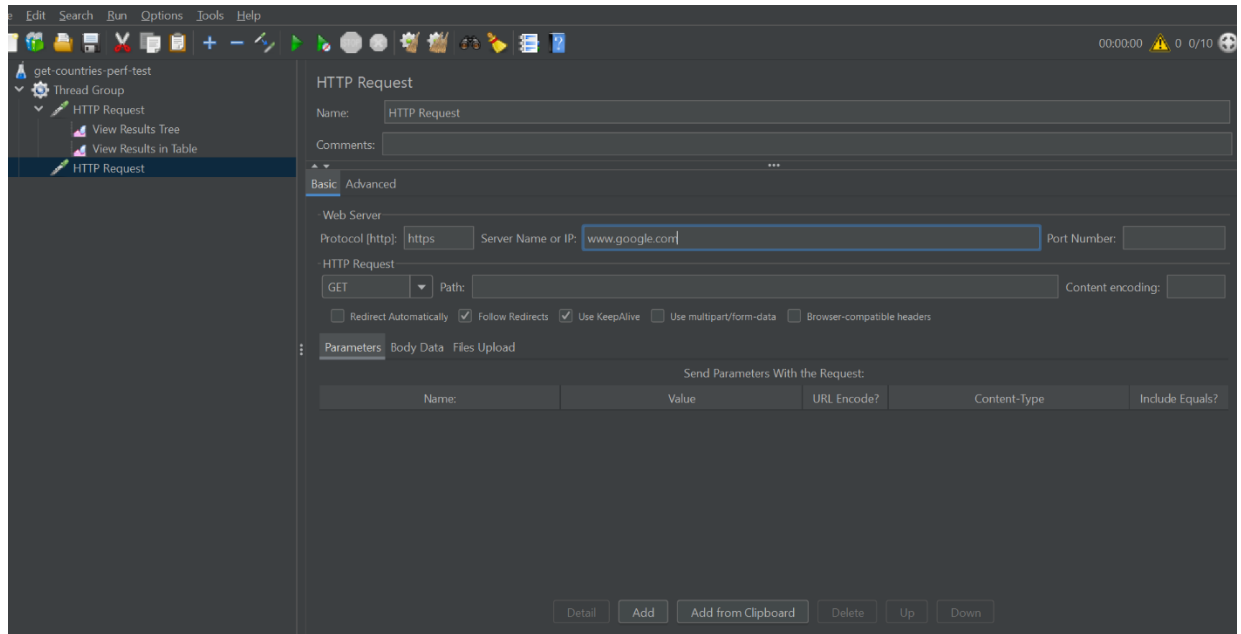 e Edit Search Run Options Tools Help
00:00:00 0 0/10
get-countries-perf-test
Thread Group
HTTP Request
View Results Tree
View Results in Table
HTTP Request
HTTP Request
Name: HTTP Request
Comments:
Basic Advanced
Web Server
Protocol [http]: https Server Name or IP: www.google.com Port Number:
HTTP Request
GET Path: Content encoding:
Redirect Automatically Follow Redirects Use KeepAlive Use multipart/form-data Browser-compatible headers
Parameters Body Data Files Upload
Send Parameters With the Request:
Name: Value URL Encode? Content-Type Include Equals?
Detail Add Add from Clipboard Delete Up Down